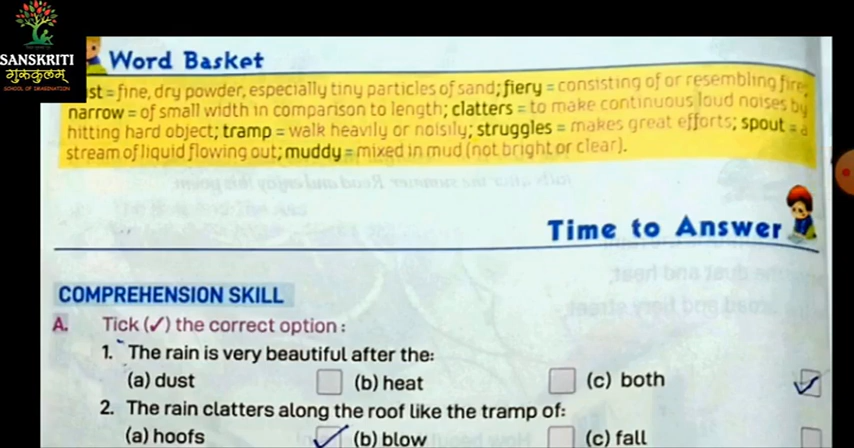 SANSKRITI
गुरुकुलम्
SCHOOL OF IMAGINATION
Word Basket
= fine, dry powder, especially tiny particles of sand; fiery = consisting of or resembling fire;
narrow = of small width in comparison to length; clatters = to make continuous loud noises by
hitting hard object; tramp = walk heavily or noisily; struggles = makes great efforts; spout = a
stream of liquid flowing out; muddy = mixed in mud (not bright or clear).
Time to Answer
COMPREHENSION SKILL
A. Tick (✓) the correct option :
1. The rain is very beautiful after the:
(a) dust (b) heat (c) both
2. The rain clatters along the roof like the tramp of:
(a) hoofs (b) blow (c) fall